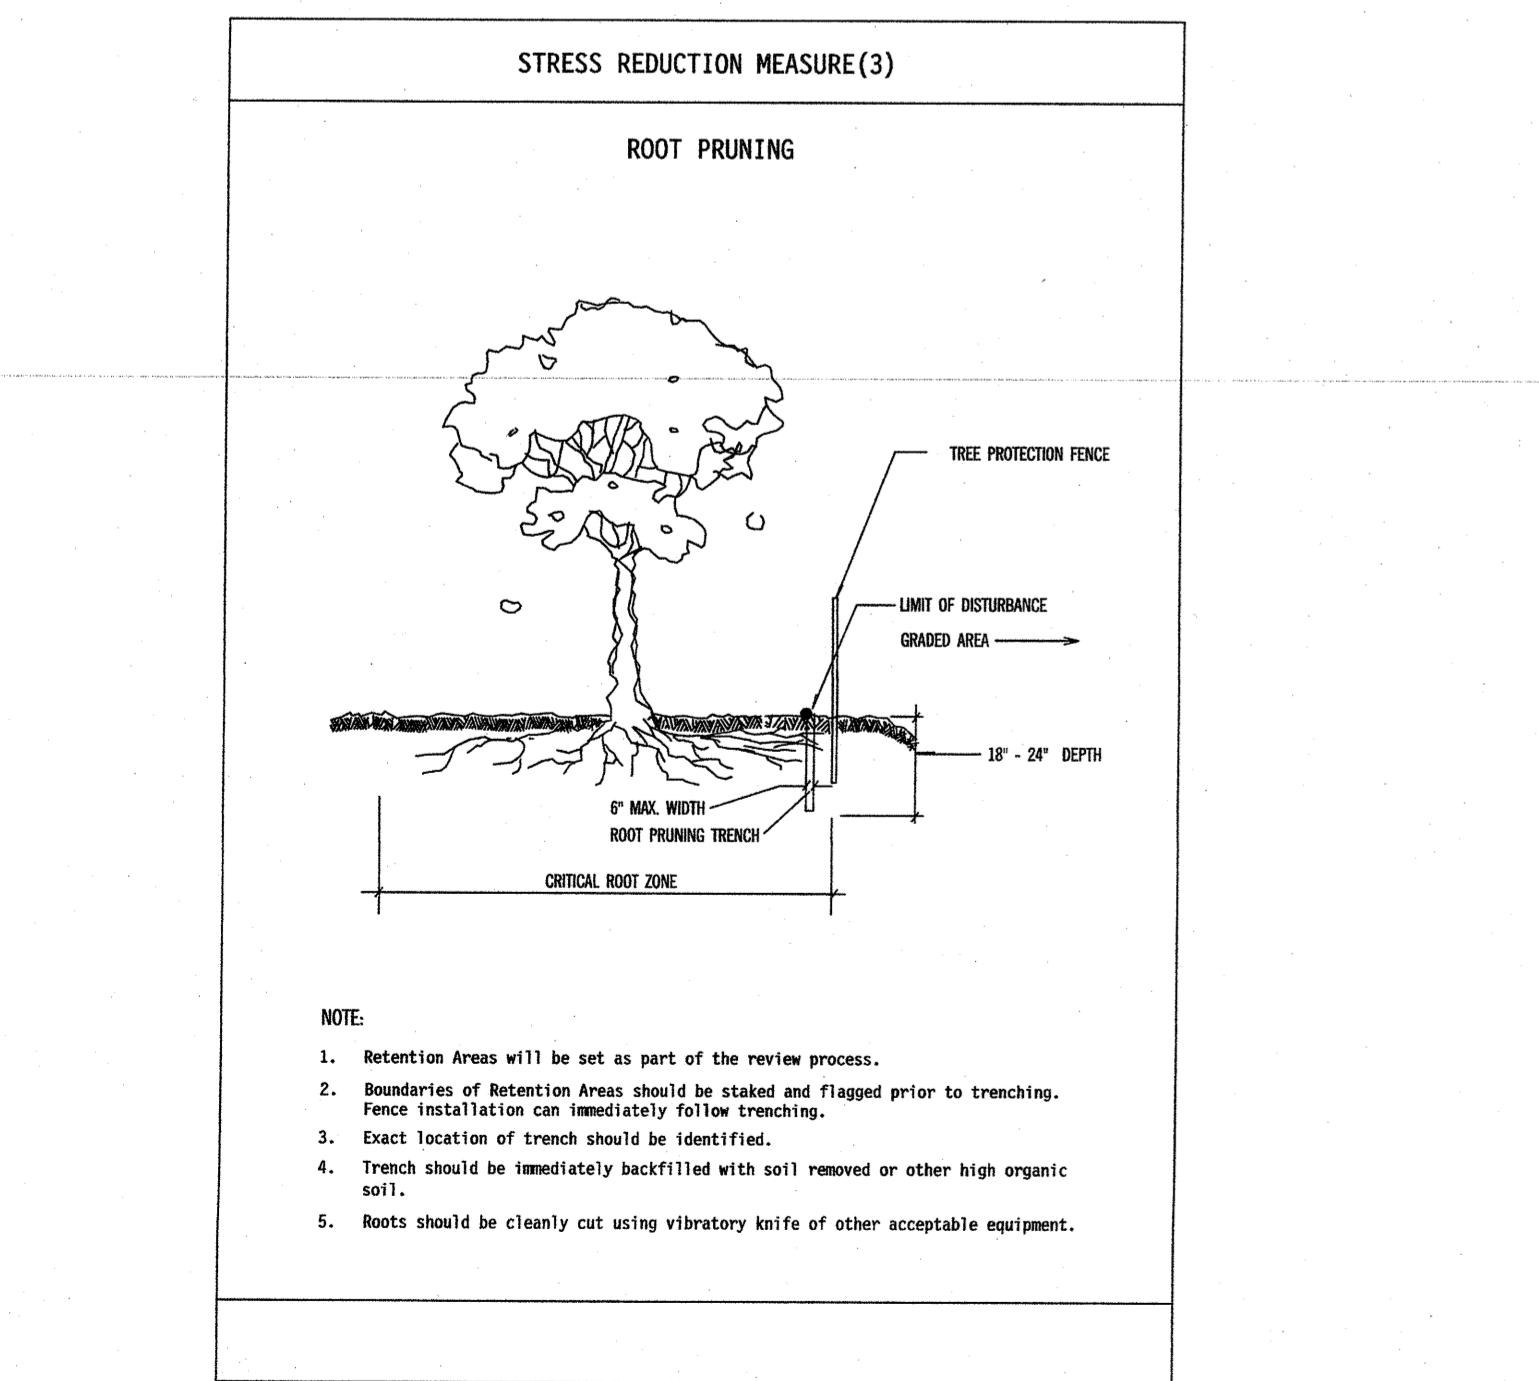 STRESS REDUCTION MEASURE(3)
ROOT PRUNING
TREE PROTECTION FENCE
LIMIT OF DISTURBANCE
GRADED AREA
18" - 24" DEPTH
6" MAX. WIDTH
ROOT PRUNING TRENCH
CRITICAL ROOT ZONE
NOTE:
1. Retention Areas will be set as part of the review process.
2. Boundaries of Retention Areas should be staked and flagged prior to trenching.
Fence installation can immediately follow trenching.
3. Exact location of trench should be identified.
4. Trench should be immediately backfilled with soil removed or other high organic
soil.
5. Roots should be cleanly cut using vibratory knife of other acceptable equipment.